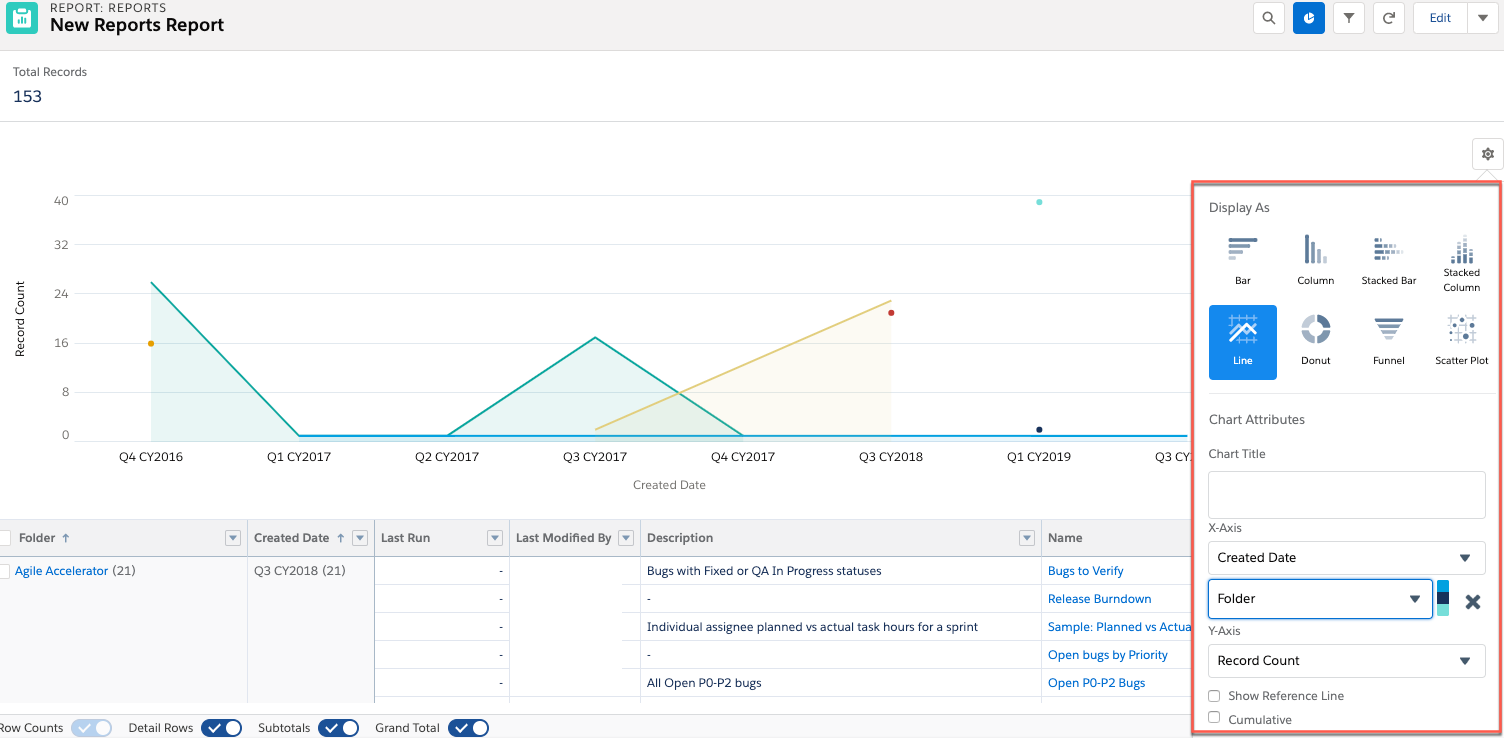 REPORT: REPORTS
New Reports Report
Edit
Total Records
153
Record Count
40
32
24
16
8
0
Q4 CY2016 Q1 CY2017 Q2 CY2017 Q3 CY2017 Q4 CY2017 Q3 CY2018 Q1 CY2019 Q3 CY
Created Date
Display As
Bar Column Stacked Bar Stacked Column
Line Donut Funnel Scatter Plot
Chart Attributes
Chart Title
X-Axis
Created Date
Folder
Y-Axis
Record Count
Show Reference Line
Cumulative
Folder ↑ Created Date ↑ Last Run Last Modified By Description Name
Agile Accelerator (21) Q3 CY2018 (21) - Bugs with Fixed or QA In Progress statuses Bugs to Verify
- - Release Burndown
- Individual assignee planned vs actual task hours for a sprint Sample: Planned vs Actua
- - Open bugs by Priority
- All Open P0-P2 bugs Open P0-P2 Bugs
Row Counts Detail Rows Subtotals Grand Total